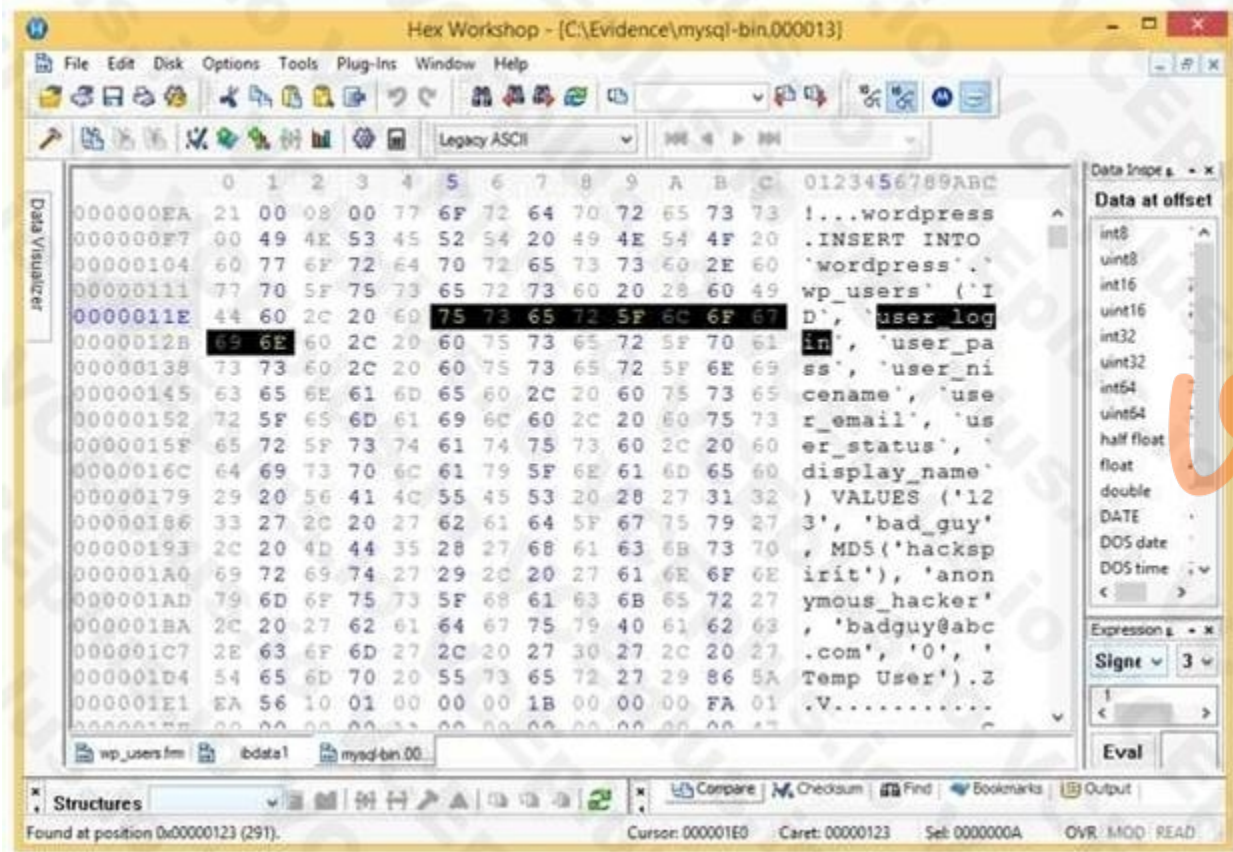 Hex Workshop - [C:\Evidence\mysql-bin.000013]
File Edit Disk Options Tools Plug-Ins Window Help
Legacy ASCII
Data Visualizer
0 1 2 3 4 5 6 7 8 9 A B C 0123456789ABC
000000EA 21 00 08 00 77 6F 72 64 70 72 65 73 73 !...wordpress
000000F7 00 49 4E 53 45 52 54 20 49 4E 54 4F 20 .INSERT INTO
00000104 60 77 6F 72 64 70 72 65 73 73 60 2E 60 `wordpress`.`
00000111 77 70 5F 75 73 65 72 73 60 20 28 60 49 wp_users` (`I
0000011E 44 60 2C 20 60 75 73 65 72 5F 6C 6F 67 D`, `user_log
0000012B 69 6E 60 2C 20 60 75 73 65 72 5F 70 61 in`, `user_pa
00000138 73 73 60 2C 20 60 75 73 65 72 5F 6E 69 ss`, `user_ni
00000145 63 65 6E 61 6D 65 60 2C 20 60 75 73 65 cename`, `use
00000152 72 5F 65 6D 61 69 6C 60 2C 20 60 75 73 r_email`, `us
0000015F 65 72 5F 73 74 61 74 75 73 60 2C 20 60 er_status`, `
0000016C 64 69 73 70 6C 61 79 5F 6E 61 6D 65 60 display_name`
00000179 29 20 56 41 4C 55 45 53 20 28 27 31 32 ) VALUES ('12
00000186 33 27 2C 20 27 62 61 64 5F 67 75 79 27 3', 'bad_guy'
00000193 2C 20 4D 44 35 28 27 68 61 63 6B 73 70 , MD5('hacksp
000001A0 69 72 69 74 27 29 2C 20 27 61 6E 6F 6E irit'), 'anon
000001AD 79 6D 6F 75 73 5F 68 61 63 6B 65 72 27 ymous_hacker'
000001BA 2C 20 27 62 61 64 67 75 79 40 61 62 63 , 'badguy@abc
000001C7 2E 63 6F 6D 27 2C 20 27 30 27 2C 20 27 .com', '0', '
000001D4 54 65 6D 70 20 55 73 65 72 27 29 86 5A Temp User').Z
000001E1 EA 56 10 01 00 00 00 1B 00 00 00 FA 01 .V...........
Data Inspe
Data at offset
int8
uint8
int16
uint16
int32
uint32
int64
uint64
half float
float
double
DATE
DOS date
DOS time
Expression
Signe 3
1
Eval
wp_users.frm ibdata1 mysql-bin.00...
Structures
Compare Checksum Find Bookmarks Output
Found at position 0x00000123 (291).
Cursor: 000001E0 Caret: 00000123 Sel: 0000000A OVR MOD READ